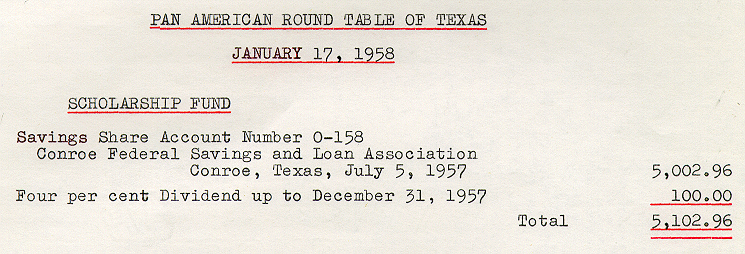 PAN AMERICAN ROUND TABLE OF TEXAS
JANUARY 17, 1958
SCHOLARSHIP FUND
Savings Share Account Number 0-158
Conroe Federal Savings and Loan Association
Conroe, Texas, July 5, 1957 5,002.96
Four per cent Dividend up to December 31, 1957 100.00
Total 5,102.96